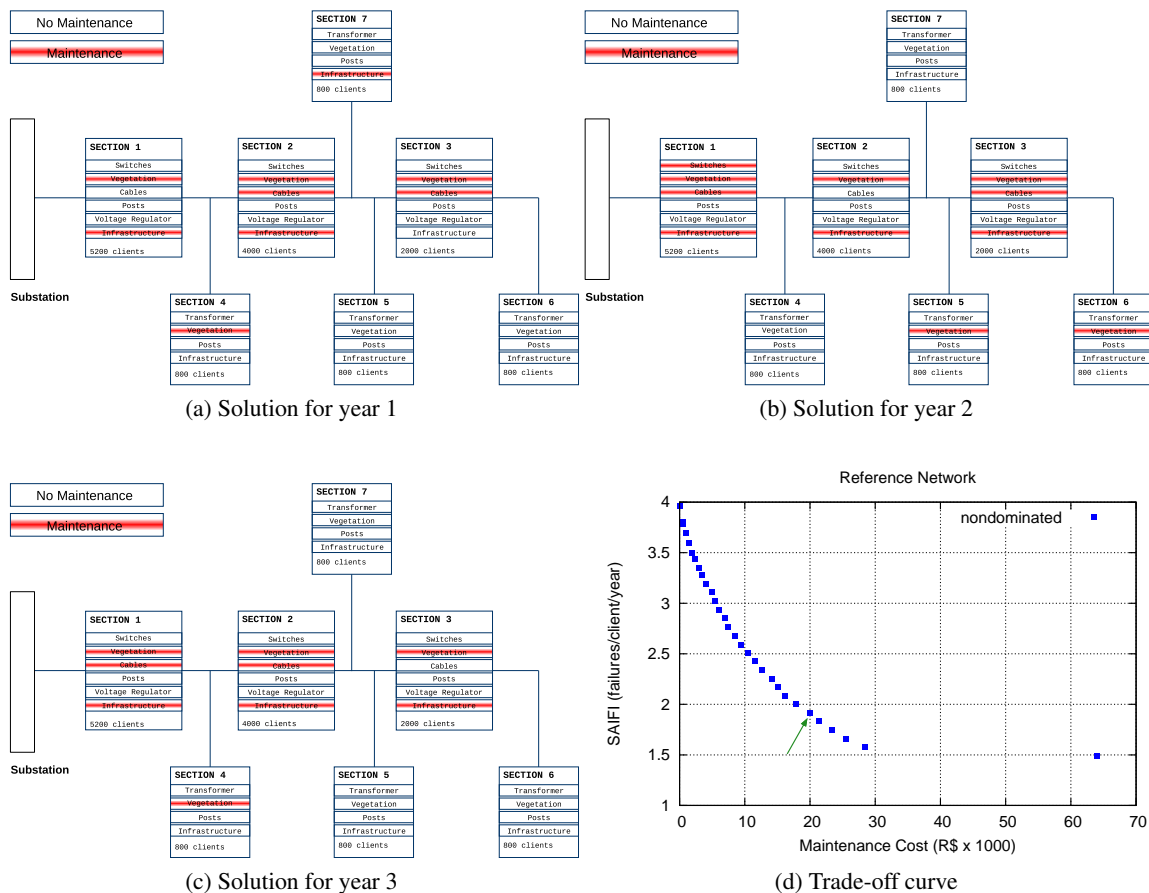 No Maintenance
Maintenance
SECTION 7
Transformer
Vegetation
Posts
Infrastructure
800 clients
SECTION 1
Switches
Vegetation
Cables
Posts
Voltage Regulator
Infrastructure
5200 clients
SECTION 2
Switches
Vegetation
Cables
Posts
Voltage Regulator
Infrastructure
4000 clients
SECTION 3
Switches
Vegetation
Cables
Posts
Voltage Regulator
Infrastructure
2000 clients
Substation
SECTION 4
Transformer
Vegetation
Posts
Infrastructure
800 clients
SECTION 5
Transformer
Vegetation
Posts
Infrastructure
800 clients
SECTION 6
Transformer
Vegetation
Posts
Infrastructure
800 clients
(a) Solution for year 1
No Maintenance
Maintenance
SECTION 7
Transformer
Vegetation
Posts
Infrastructure
800 clients
SECTION 1
Switches
Vegetation
Cables
Posts
Voltage Regulator
Infrastructure
5200 clients
SECTION 2
Switches
Vegetation
Cables
Posts
Voltage Regulator
Infrastructure
4000 clients
SECTION 3
Switches
Vegetation
Cables
Posts
Voltage Regulator
Infrastructure
2000 clients
Substation
SECTION 4
Transformer
Vegetation
Posts
Infrastructure
800 clients
SECTION 5
Transformer
Vegetation
Posts
Infrastructure
800 clients
SECTION 6
Transformer
Vegetation
Posts
Infrastructure
800 clients
(b) Solution for year 2
No Maintenance
Maintenance
SECTION 7
Transformer
Vegetation
Posts
Infrastructure
800 clients
SECTION 1
Switches
Vegetation
Cables
Posts
Voltage Regulator
Infrastructure
5200 clients
SECTION 2
Switches
Vegetation
Cables
Posts
Voltage Regulator
Infrastructure
4000 clients
SECTION 3
Switches
Vegetation
Cables
Posts
Voltage Regulator
Infrastructure
2000 clients
Substation
SECTION 4
Transformer
Vegetation
Posts
Infrastructure
800 clients
SECTION 5
Transformer
Vegetation
Posts
Infrastructure
800 clients
SECTION 6
Transformer
Vegetation
Posts
Infrastructure
800 clients
(c) Solution for year 3
Reference Network
nondominated
SAIFI (failures/client/year)
4
3.5
3
2.5
2
1.5
1
0 10 20 30 40 50 60 70
Maintenance Cost (R$ x 1000)
(d) Trade-off curve